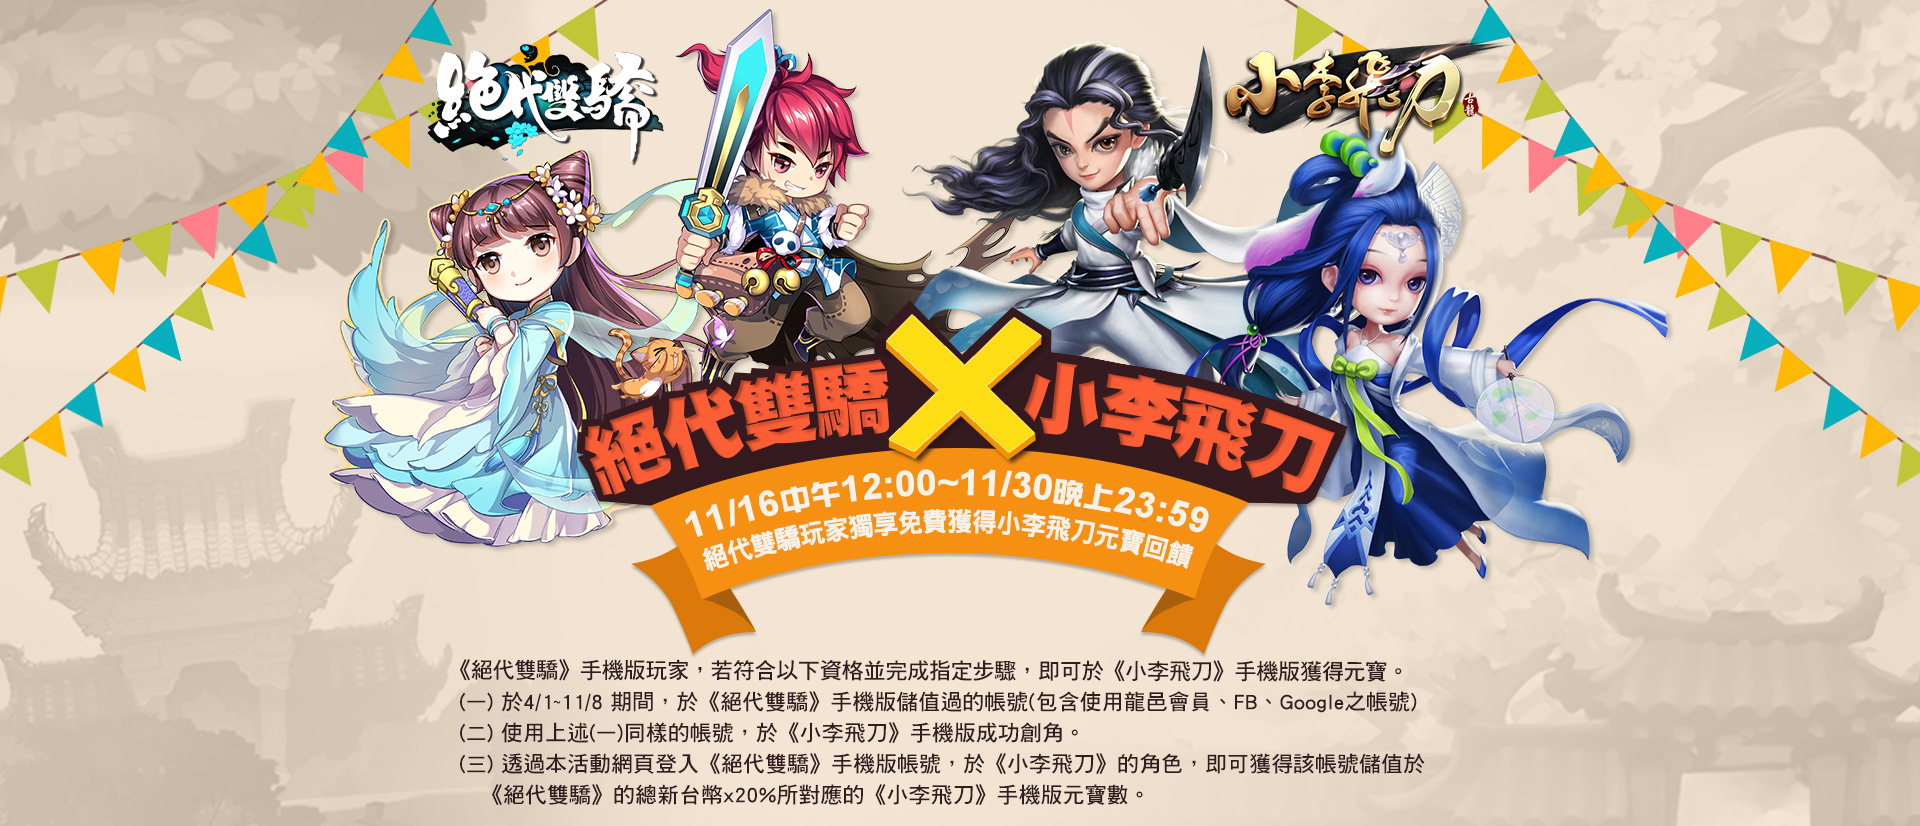 絕代雙驕
小李飛刀
古龍
絕代雙驕×小李飛刀
11/16中午12:00~11/30晚上23:59
絕代雙驕玩家獨享免費獲得小李飛刀元寶回饋
《絕代雙驕》手機版玩家，若符合以下資格並完成指定步驟，即可於《小李飛刀》手機版獲得元寶。
(一) 於4/1~11/8 期間，於《絕代雙驕》手機版儲值過的帳號(包含使用龍邑會員、FB、Google之帳號)
(二) 使用上述(一)同樣的帳號，於《小李飛刀》手機版成功創角。
(三) 透過本活動網頁登入《絕代雙驕》手機版帳號，於《小李飛刀》的角色，即可獲得該帳號儲值於
《絕代雙驕》的總新台幣x20%所對應的《小李飛刀》手機版元寶數。